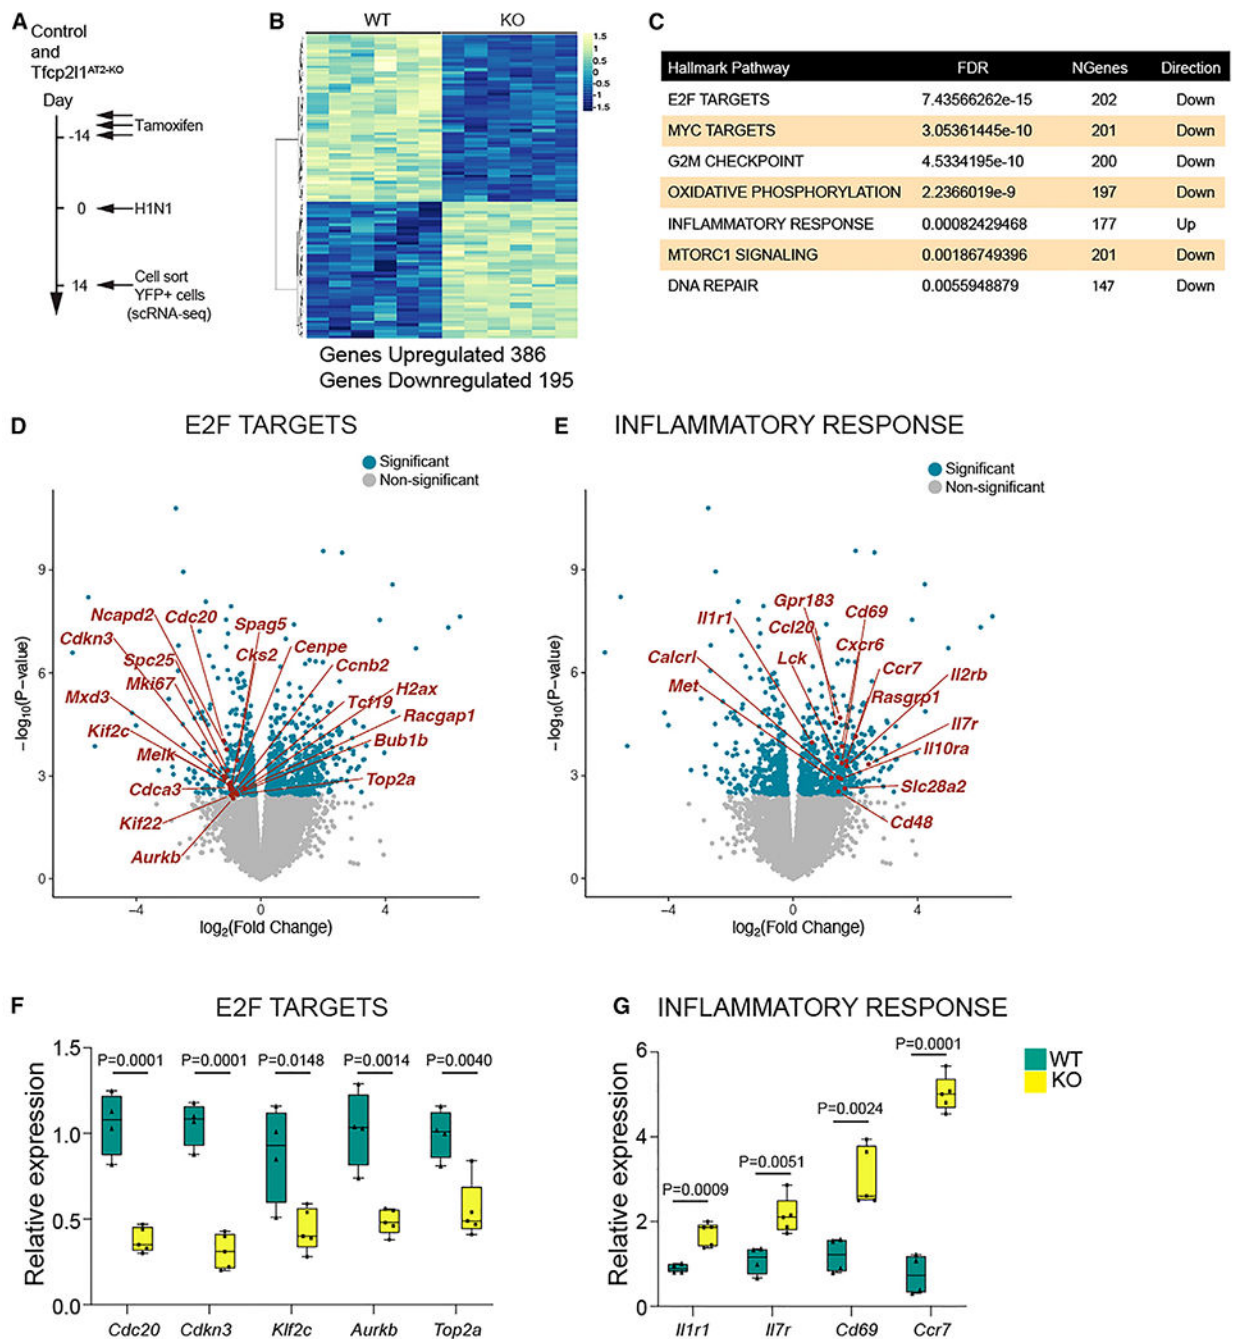 A
Control
and
Tfcp2l1AT2-KO
Day
Tamoxifen
-14
0
H1N1
14
Cell sort
YFP+ cells
(scRNA-seq)
B
WT KO
1.5
1
0.5
0
-0.5
-1
-1.5
Genes Upregulated 386
Genes Downregulated 195
C
Hallmark Pathway FDR NGenes Direction
E2F TARGETS 7.43566262e-15 202 Down
MYC TARGETS 3.05361445e-10 201 Down
G2M CHECKPOINT 4.5334195e-10 200 Down
OXIDATIVE PHOSPHORYLATION 2.2366019e-9 197 Down
INFLAMMATORY RESPONSE 0.00082429468 177 Up
MTORC1 SIGNALING 0.00186749396 201 Down
DNA REPAIR 0.0055948879 147 Down
D
E2F TARGETS
Significant
Non-significant
−log10(P−value)
9
6
3
0
Ncapd2
Cdc20
Spag5
Cdkn3
Cenpe
Spc25
Cks2
Ccnb2
Mki67
Mxd3
H2ax
Tcf19
Racgap1
Kif2c
Bub1b
Melk
Top2a
Cdca3
Kif22
Aurkb
−4 0 4
log2(Fold Change)
E
INFLAMMATORY RESPONSE
Significant
Non-significant
−log10(P−value)
9
6
3
0
Gpr183
Il1r1
Cd69
Ccl20
Cxcr6
Calcrl
Lck
Ccr7
Il2rb
Met
Rasgrp1
Il7r
Il10ra
Slc28a2
Cd48
−4 0 4
log2(Fold Change)
F
E2F TARGETS
Relative expression
1.5
1.0
0.5
0.0
P=0.0001 P=0.0001 P=0.0148 P=0.0014 P=0.0040
Cdc20 Cdkn3 Klf2c Aurkb Top2a
G
INFLAMMATORY RESPONSE
Relative expression
6
4
2
0
P=0.0009
P=0.0051
P=0.0024
P=0.0001
Il1r1 Il7r Cd69 Ccr7
WT
KO